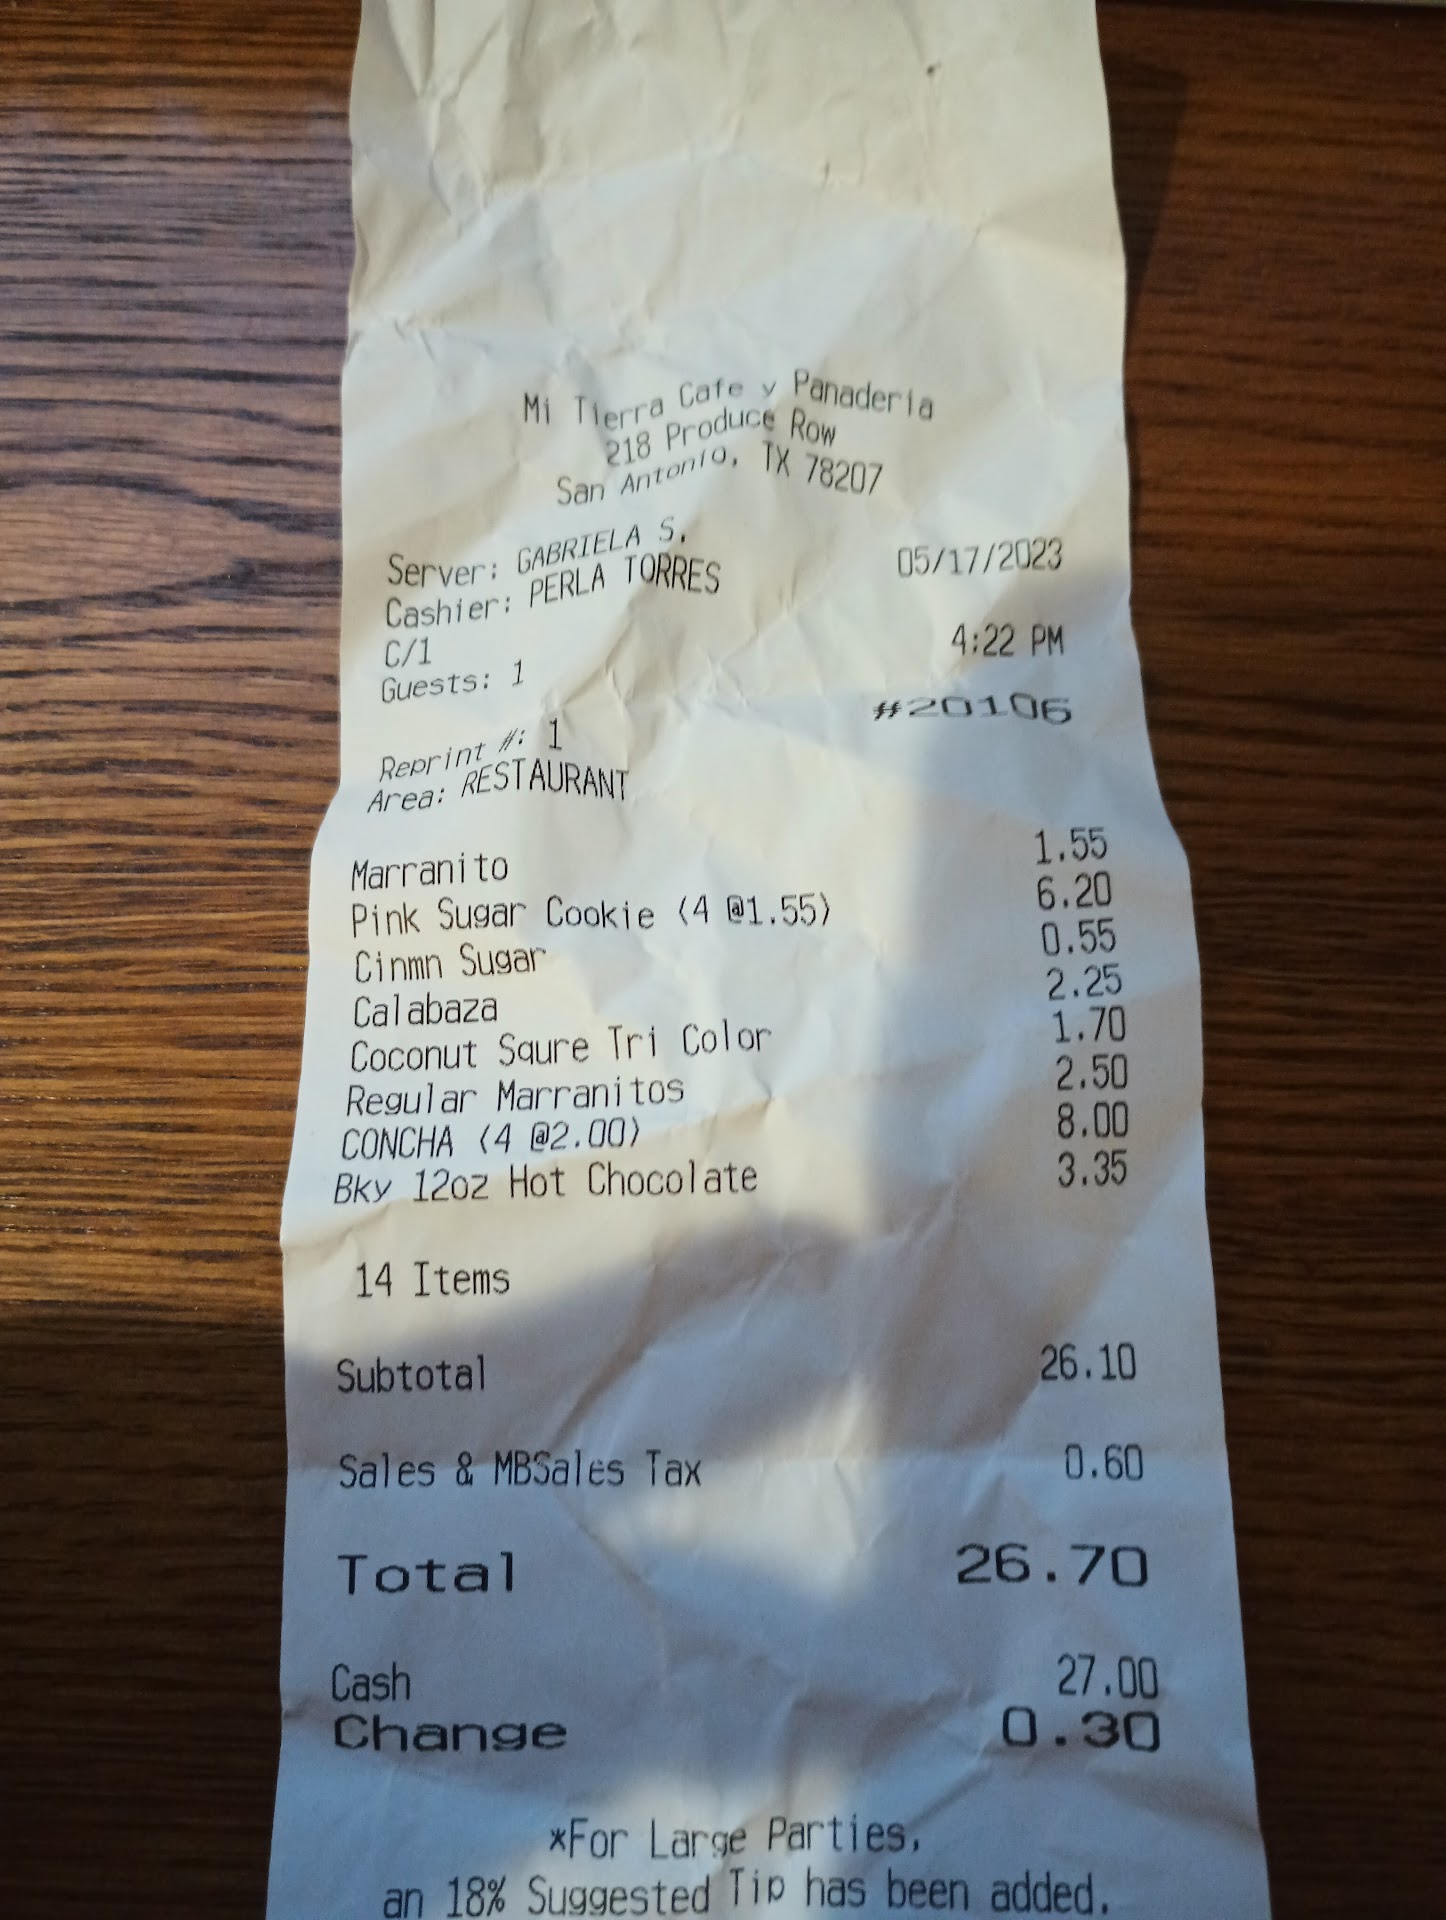 Mi Tierra Cafe y Panaderia
218 Produce Row
San Antonio, TX 78207
Server: GABRIELA S. 05/17/2023
Cashier: PERLA TORRES
C/1 4:22 PM
Guests: 1
#20106
Reprint #: 1
Area: RESTAURANT
Marranito 1.55
Pink Sugar Cookie (4 @1.55) 6.20
Cinmn Sugar 0.55
Calabaza 2.25
Coconut Squre Tri Color 1.70
Regular Marranitos 2.50
CONCHA (4 @2.00) 8.00
Bky 12oz Hot Chocolate 3.35
14 Items
Subtotal 26.10
Sales & MBSales Tax 0.60
Total 26.70
Cash 27.00
Change 0.30
*For Large Parties,
an 18% Suggested Tip has been added.